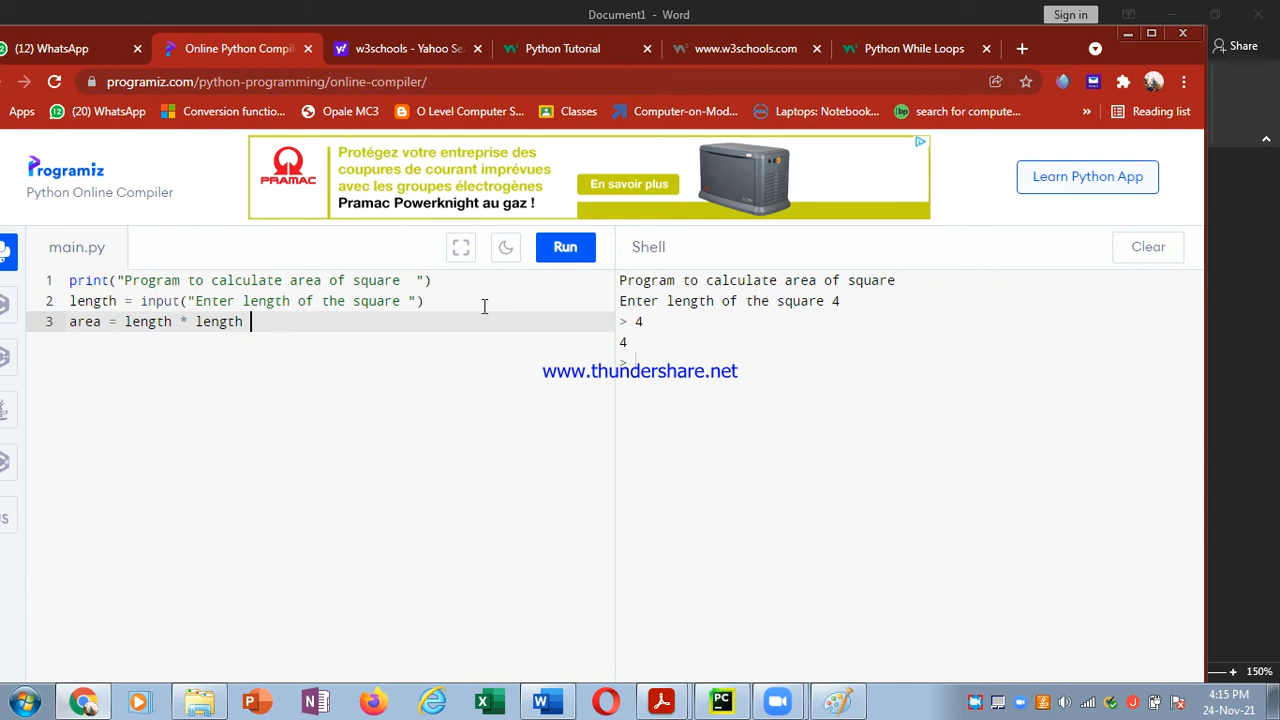 Document1 - Word
Sign in
(12) WhatsApp
Online Python Compil
w3schools - Yahoo Se
Python Tutorial
www.w3schools.com
Python While Loops
Share
programiz.com/python-programming/online-compiler/
Apps
(20) WhatsApp
Conversion functio...
Opale MC3
O Level Computer S...
Classes
Computer-on-Mod...
Laptops: Notebook...
search for compute...
»
Reading list
Programiz
Python Online Compiler
PRAMAC
Protégez votre entreprise des
coupures de courant imprévues
avec les groupes électrogènes
Pramac Powerknight au gaz !
En savoir plus
Learn Python App
main.py
Run
Shell
Clear
1 print("Program to calculate area of square  ")
2 length = input("Enter length of the square ")
3 area = length * length
Program to calculate area of square
Enter length of the square 4
> 4
4
>
www.thundershare.net
JS
150%
4:15 PM
24-Nov-21